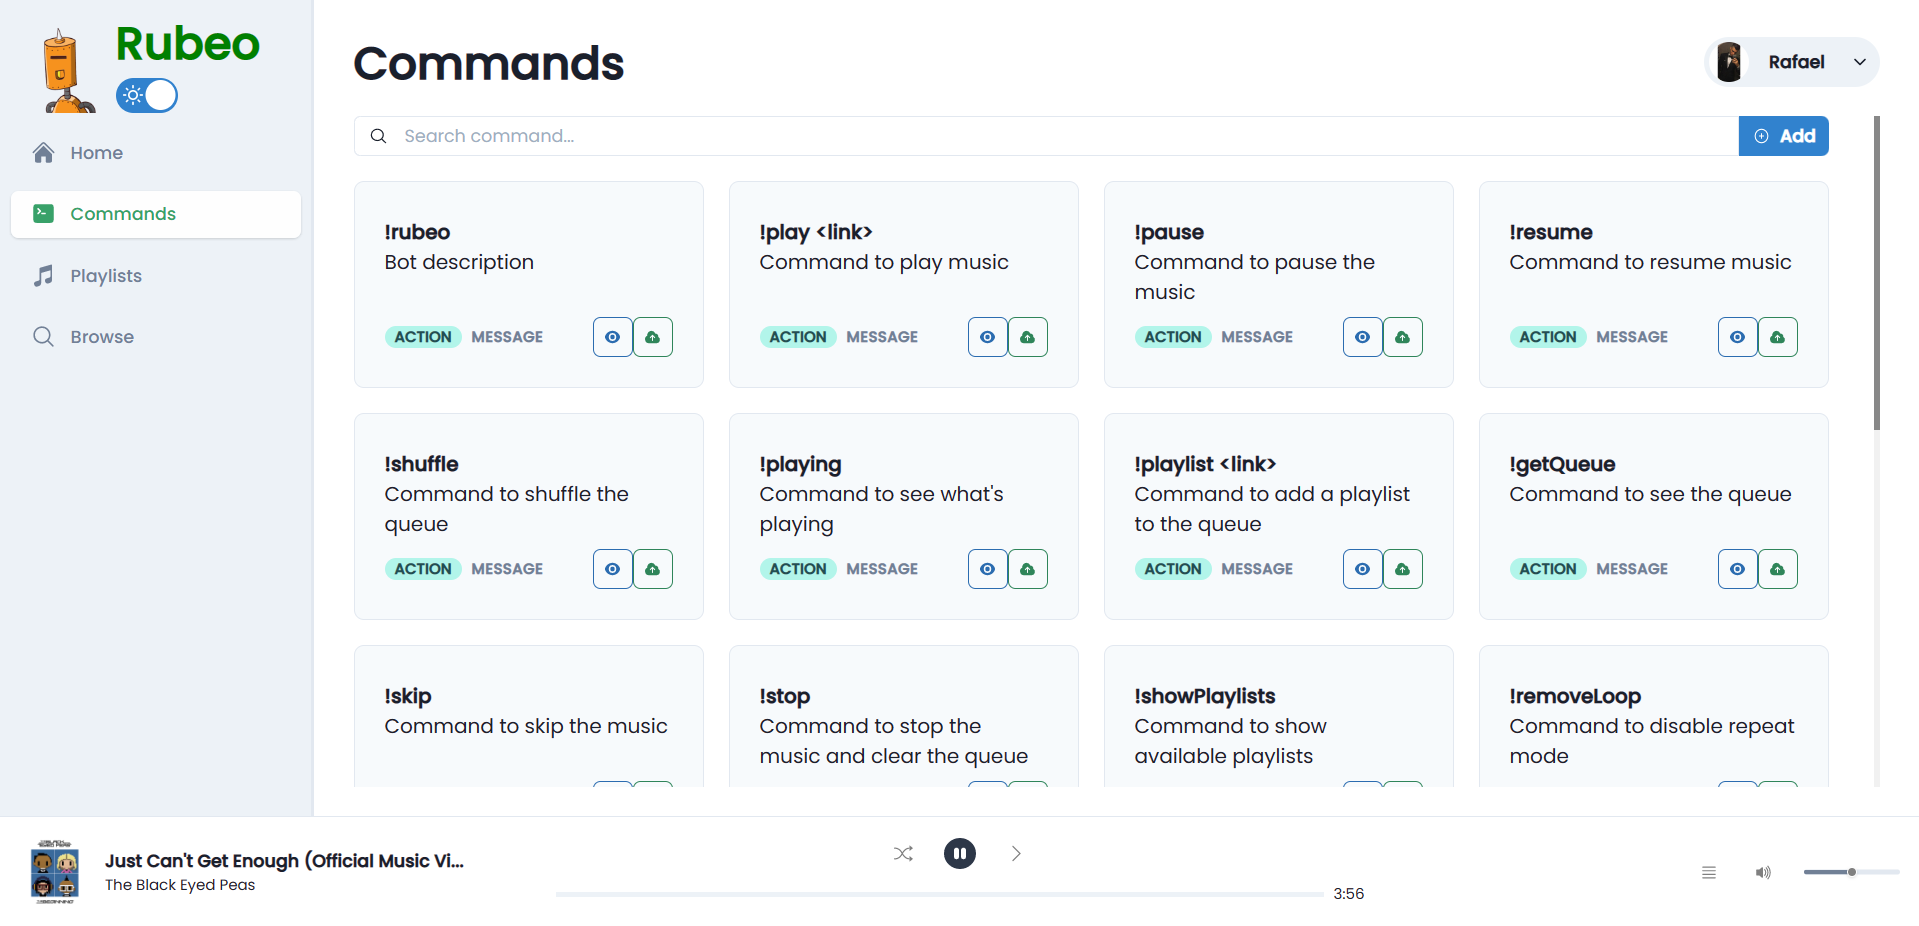 Rubeo
Home
Commands
Playlists
Browse
Commands
Rafael
Search command...
Add
!rubeo
Bot description
ACTION MESSAGE
!play <link>
Command to play music
ACTION MESSAGE
!pause
Command to pause the
music
ACTION MESSAGE
!resume
Command to resume music
ACTION MESSAGE
!shuffle
Command to shuffle the
queue
ACTION MESSAGE
!playing
Command to see what's
playing
ACTION MESSAGE
!playlist <link>
Command to add a playlist
to the queue
ACTION MESSAGE
!getQueue
Command to see the queue
ACTION MESSAGE
!skip
Command to skip the music
!stop
Command to stop the
music and clear the queue
!showPlaylists
Command to show
available playlists
!removeLoop
Command to disable repeat
mode
Just Can't Get Enough (Official Music Vi...
The Black Eyed Peas
3:56